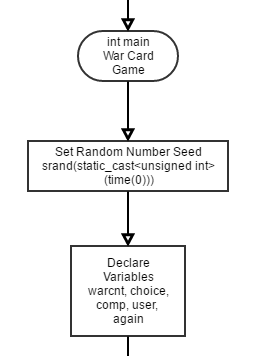 int main
War Card
Game
Set Random Number Seed
srand(static_cast<unsigned int>
(time(0)))
Declare
Variables
warcnt, choice,
comp, user,
again